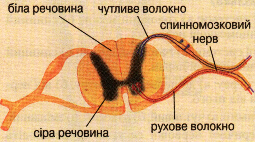 біла речовина
чутливе волокно
спинномозковий
нерв
сіра речовина
рухове волокно